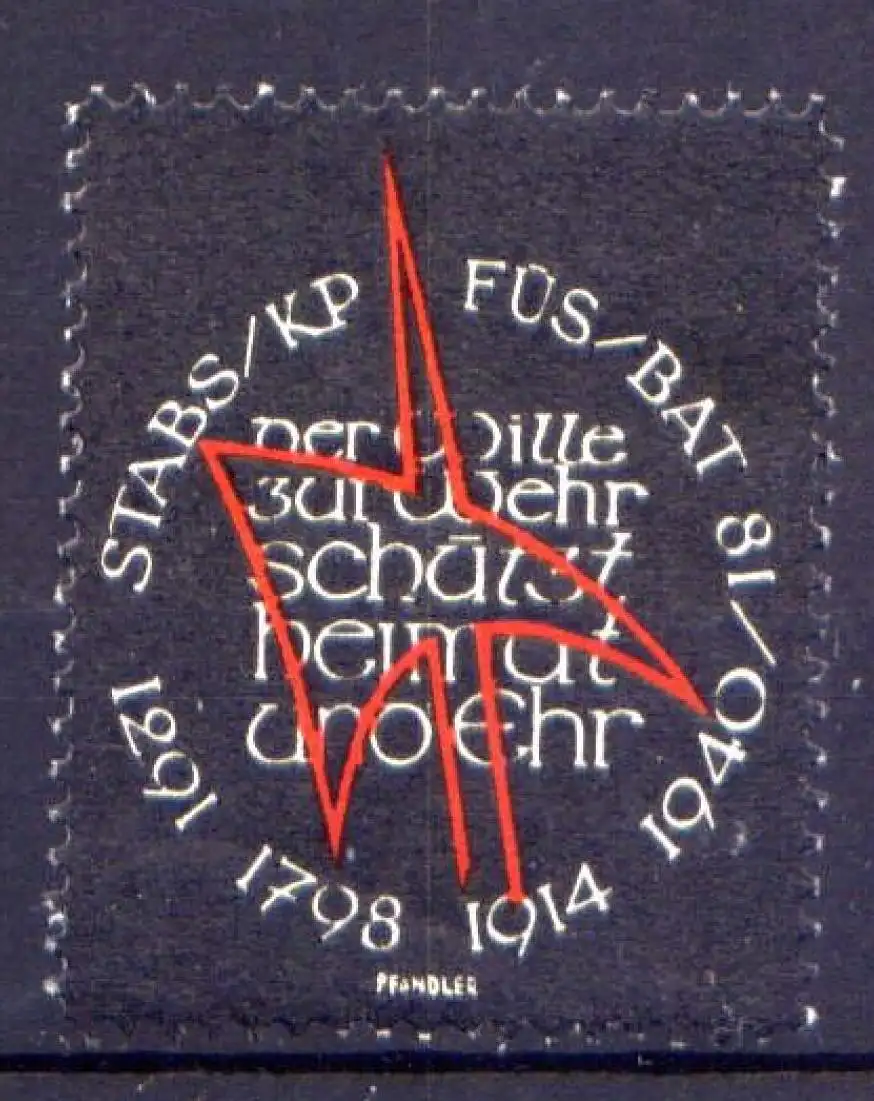 STABS/KP FÜS/BAT 81/
der Wille
zur Wehr
schützt
heimat
und Ehr
1291 1798 1914 1940
PFÄNDLER